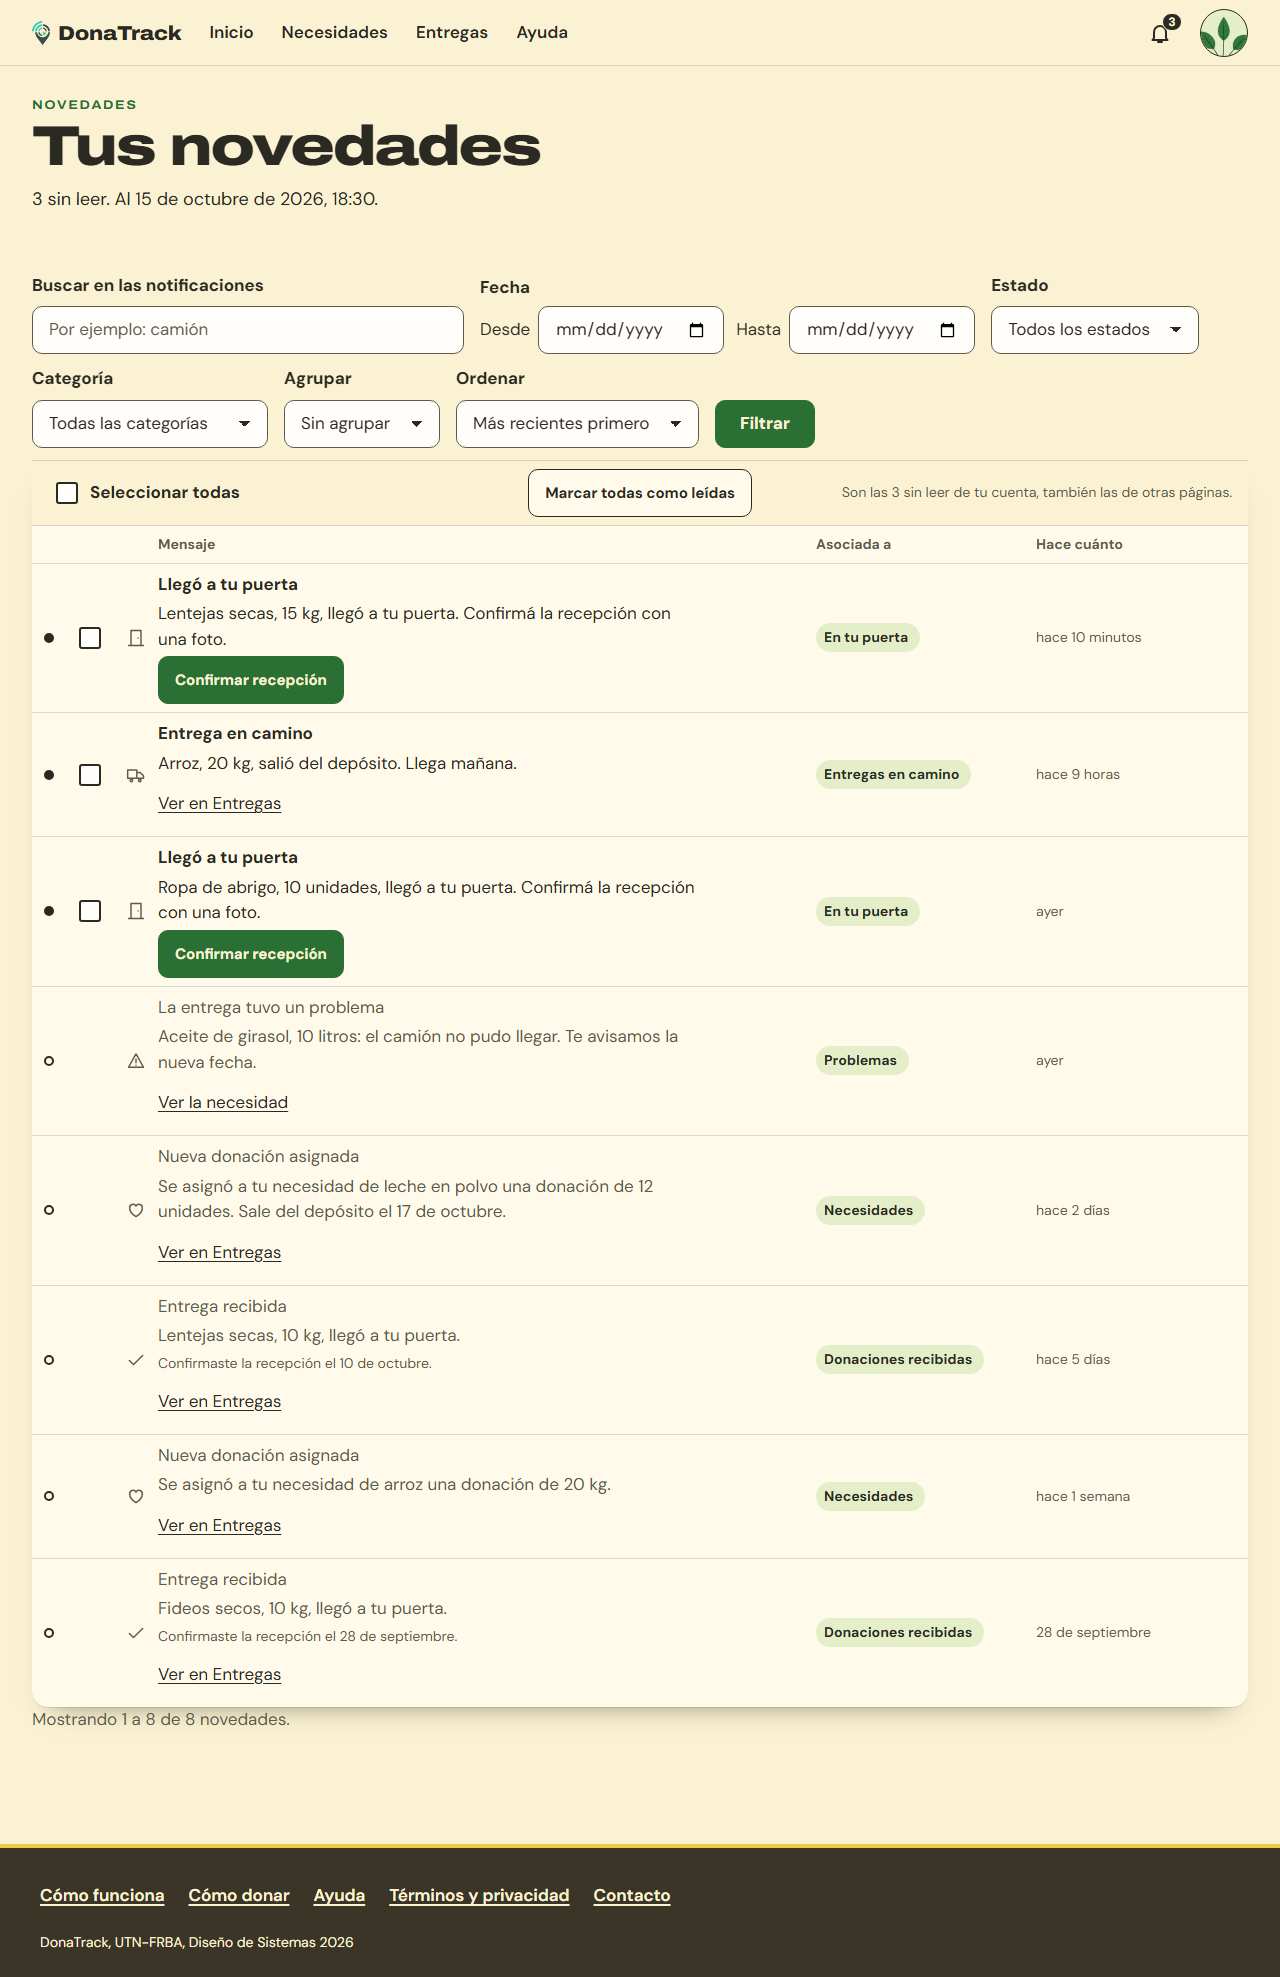 DonaTrack Inicio Necesidades Entregas Ayuda 3
NOVEDADES
Tus novedades
3 sin leer. Al 15 de octubre de 2026, 18:30.
Buscar en las notificaciones Fecha Estado
Por ejemplo: camión Desde mm/dd/yyyy Hasta mm/dd/yyyy Todos los estados
Categoría Agrupar Ordenar
Todas las categorías Sin agrupar Más recientes primero Filtrar
Seleccionar todas Marcar todas como leídas Son las 3 sin leer de tu cuenta, también las de otras páginas.
Mensaje Asociada a Hace cuánto
Llegó a tu puerta
Lentejas secas, 15 kg, llegó a tu puerta. Confirmá la recepción con
una foto.
En tu puerta hace 10 minutos
Confirmar recepción
Entrega en camino
Arroz, 20 kg, salió del depósito. Llega mañana.
Entregas en camino hace 9 horas
Ver en Entregas
Llegó a tu puerta
Ropa de abrigo, 10 unidades, llegó a tu puerta. Confirmá la recepción
con una foto.
En tu puerta ayer
Confirmar recepción
La entrega tuvo un problema
Aceite de girasol, 10 litros: el camión no pudo llegar. Te avisamos la
nueva fecha.
Problemas ayer
Ver la necesidad
Nueva donación asignada
Se asignó a tu necesidad de leche en polvo una donación de 12
unidades. Sale del depósito el 17 de octubre.
Necesidades hace 2 días
Ver en Entregas
Entrega recibida
Lentejas secas, 10 kg, llegó a tu puerta.
Confirmaste la recepción el 10 de octubre.
Donaciones recibidas hace 5 días
Ver en Entregas
Nueva donación asignada
Se asignó a tu necesidad de arroz una donación de 20 kg.
Necesidades hace 1 semana
Ver en Entregas
Entrega recibida
Fideos secos, 10 kg, llegó a tu puerta.
Confirmaste la recepción el 28 de septiembre.
Donaciones recibidas 28 de septiembre
Ver en Entregas
Mostrando 1 a 8 de 8 novedades.
Cómo funciona Cómo donar Ayuda Términos y privacidad Contacto
DonaTrack, UTN-FRBA, Diseño de Sistemas 2026